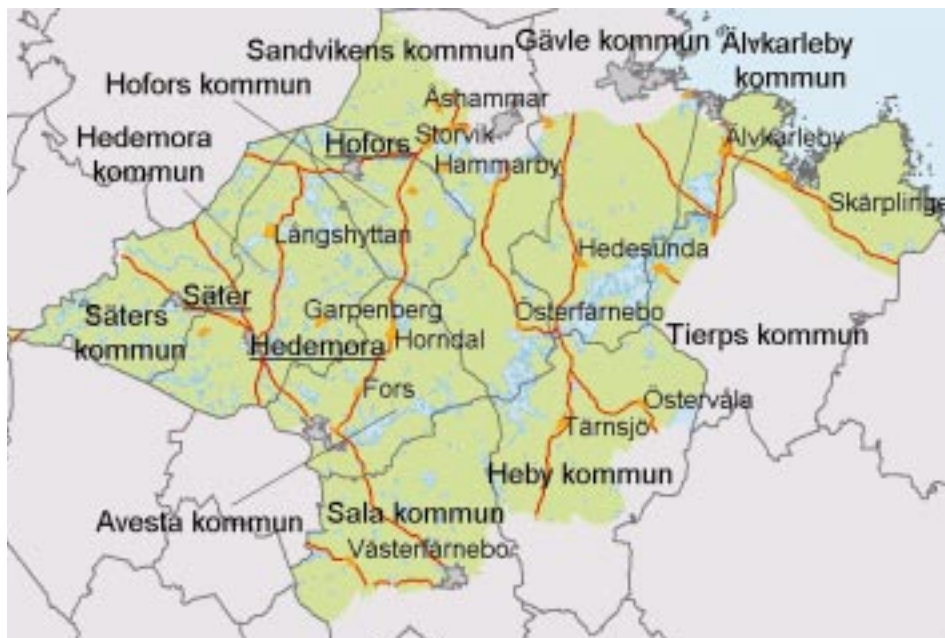 Sandvikens kommun
Gävle kommun
Älvkarleby
kommun
Hofors kommun
Åshammar
Hedemora
kommun
Hofors
Storvik
Hammarby
Älvkarleby
Skärplinge
Långshyttan
Hedesunda
Säter
Säters
kommun
Garpenberg
Österfärnebo
Tierps kommun
Hedemora
Horndal
Fors
Östervåla
Tärnsjö
Heby kommun
Avesta kommun
Sala kommun
Västerfärnebo